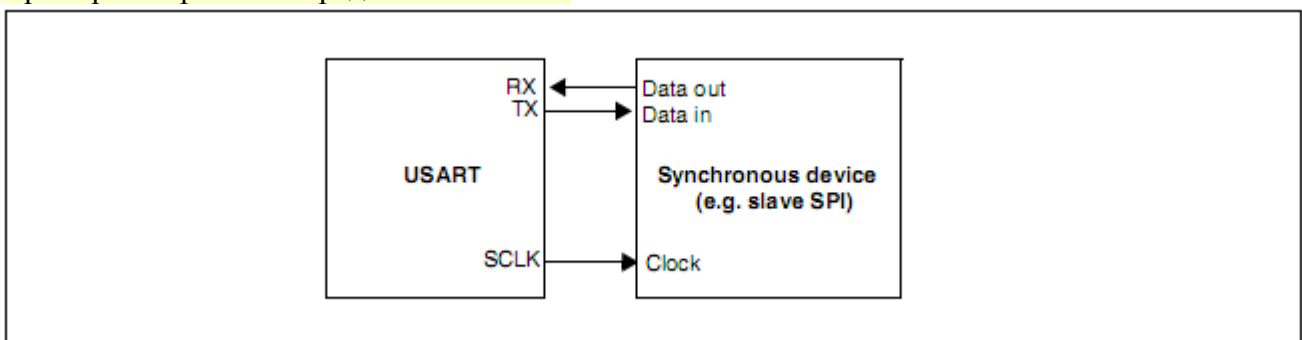 RX
TX
Data out
Data in
USART
Synchronous device
(e.g. slave SPI)
SCLK
Clock